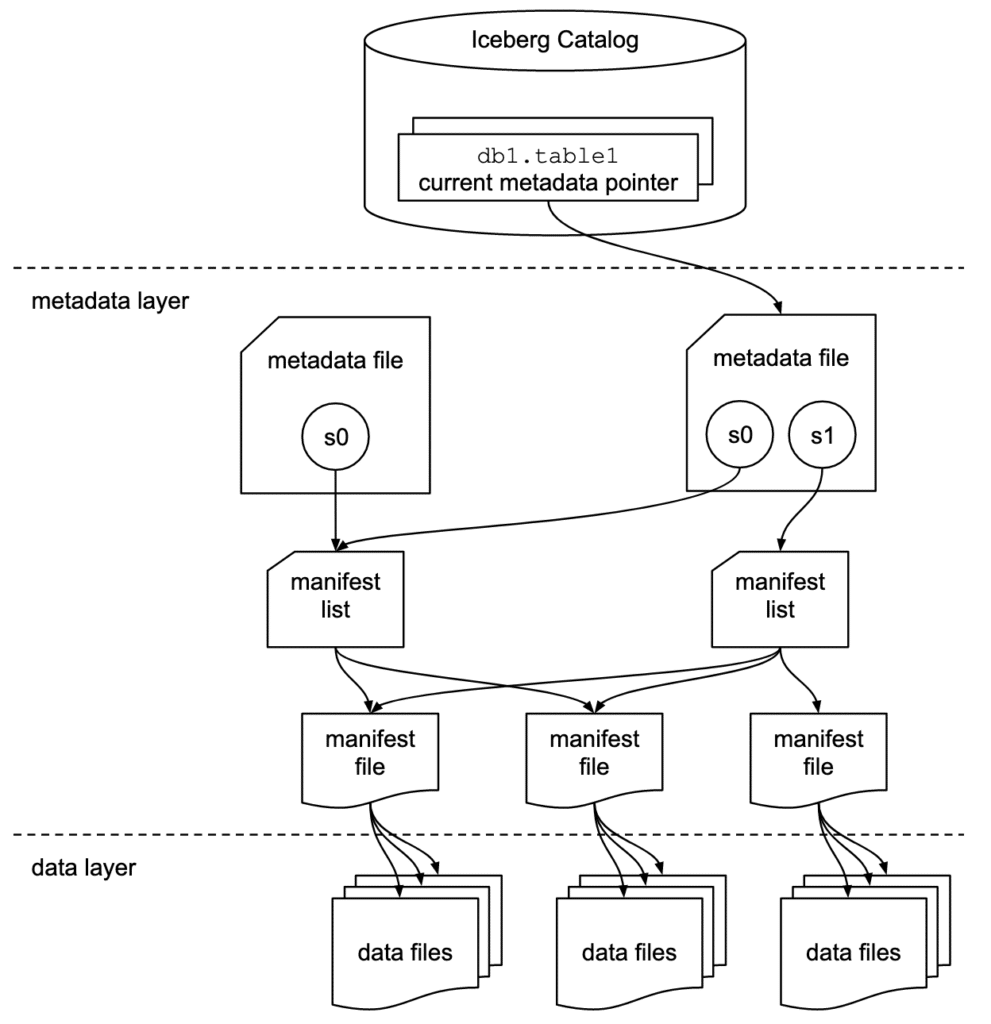 Iceberg Catalog
db1.table1
current metadata pointer
metadata layer
metadata file
metadata file
s0
s0
s1
manifest
list
manifest
list
manifest
file
manifest
file
manifest
file
data layer
data files
data files
data files